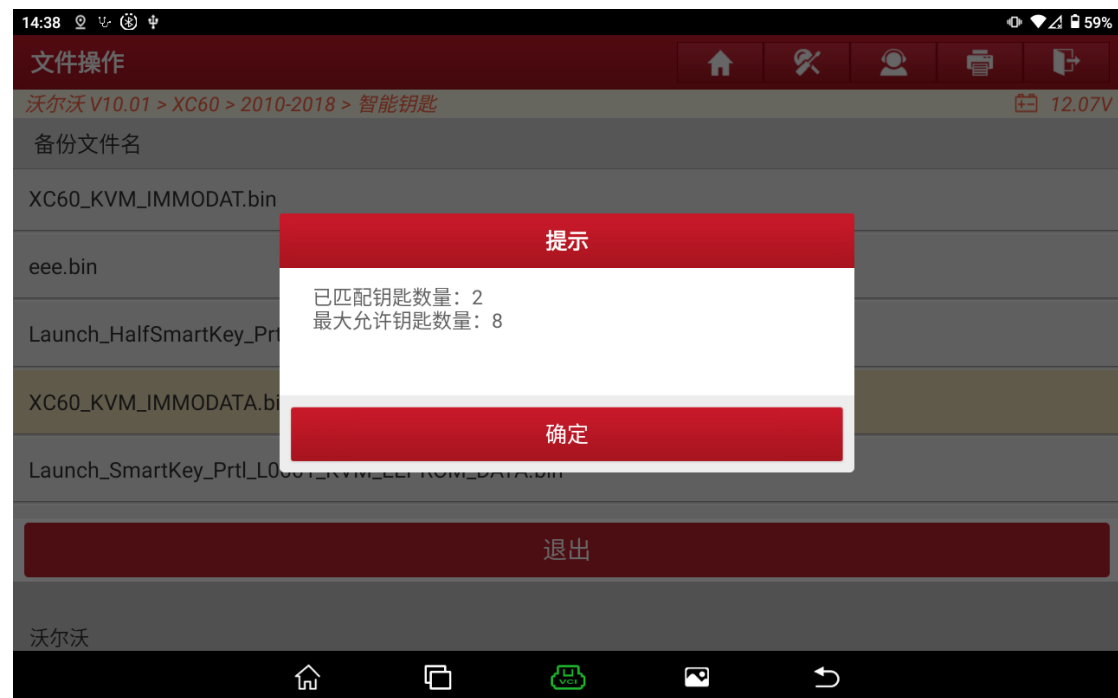 14:38
59%
文件操作
沃尔沃 V10.01 > XC60 > 2010-2018 > 智能钥匙
12.07V
备份文件名
XC60_KVM_IMMODAT.bin
提示
eee.bin
已匹配钥匙数量：2
最大允许钥匙数量：8
Launch_HalfSmartKey_Prt
XC60_KVM_IMMODATA.bi
确定
Launch_SmartKey_Prtl_L0001_KVM_EEPROM_DATA.bin
退出
沃尔沃
VCI